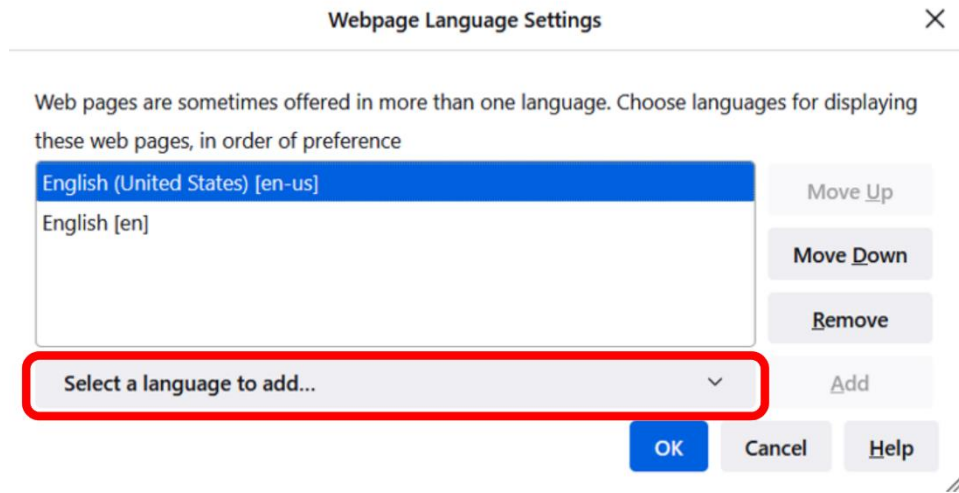 Webpage Language Settings
Web pages are sometimes offered in more than one language. Choose languages for displaying
these web pages, in order of preference
English (United States) [en-us]
English [en]
Move Up
Move Down
Remove
Select a language to add...
Add
OK
Cancel
Help